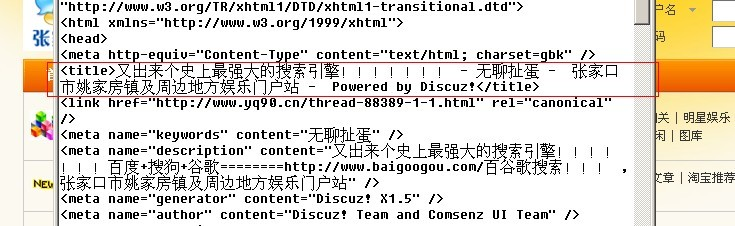 "http://www.w3.org/TR/xhtml1/DTD/xhtml1-transitional.dtd">
<html xmlns="http://www.w3.org/1999/xhtml">
<head>
<meta http-equiv="Content-Type" content="text/html; charset=gbk" />
<title>又出来个史上最强大的搜索引擎！！！！！！！ - 无聊扯蛋 -  张家口
市姚家房镇及周边地方娱乐门户站 -  Powered by Discuz!</title>
<link href="http://www.yq90.cn/thread-88389-1-1.html" rel="canonical"
/>
<meta name="keywords" content="无聊扯蛋" />
<meta name="description" content="又出来个史上最强大的搜索引擎！！！！
！！！百度+搜狗+谷歌========http://www.baigoogou.com/百谷歌搜索！！！ ，
张家口市姚家房镇及周边地方娱乐门户站" />
<meta name="generator" content="Discuz! X1.5" />
<meta name="author" content="Discuz! Team and Comsenz UI Team" />
张
首
NEW
户名
码
关 | 明星娱乐
闲 | 图库
文章 | 淘宝推荐